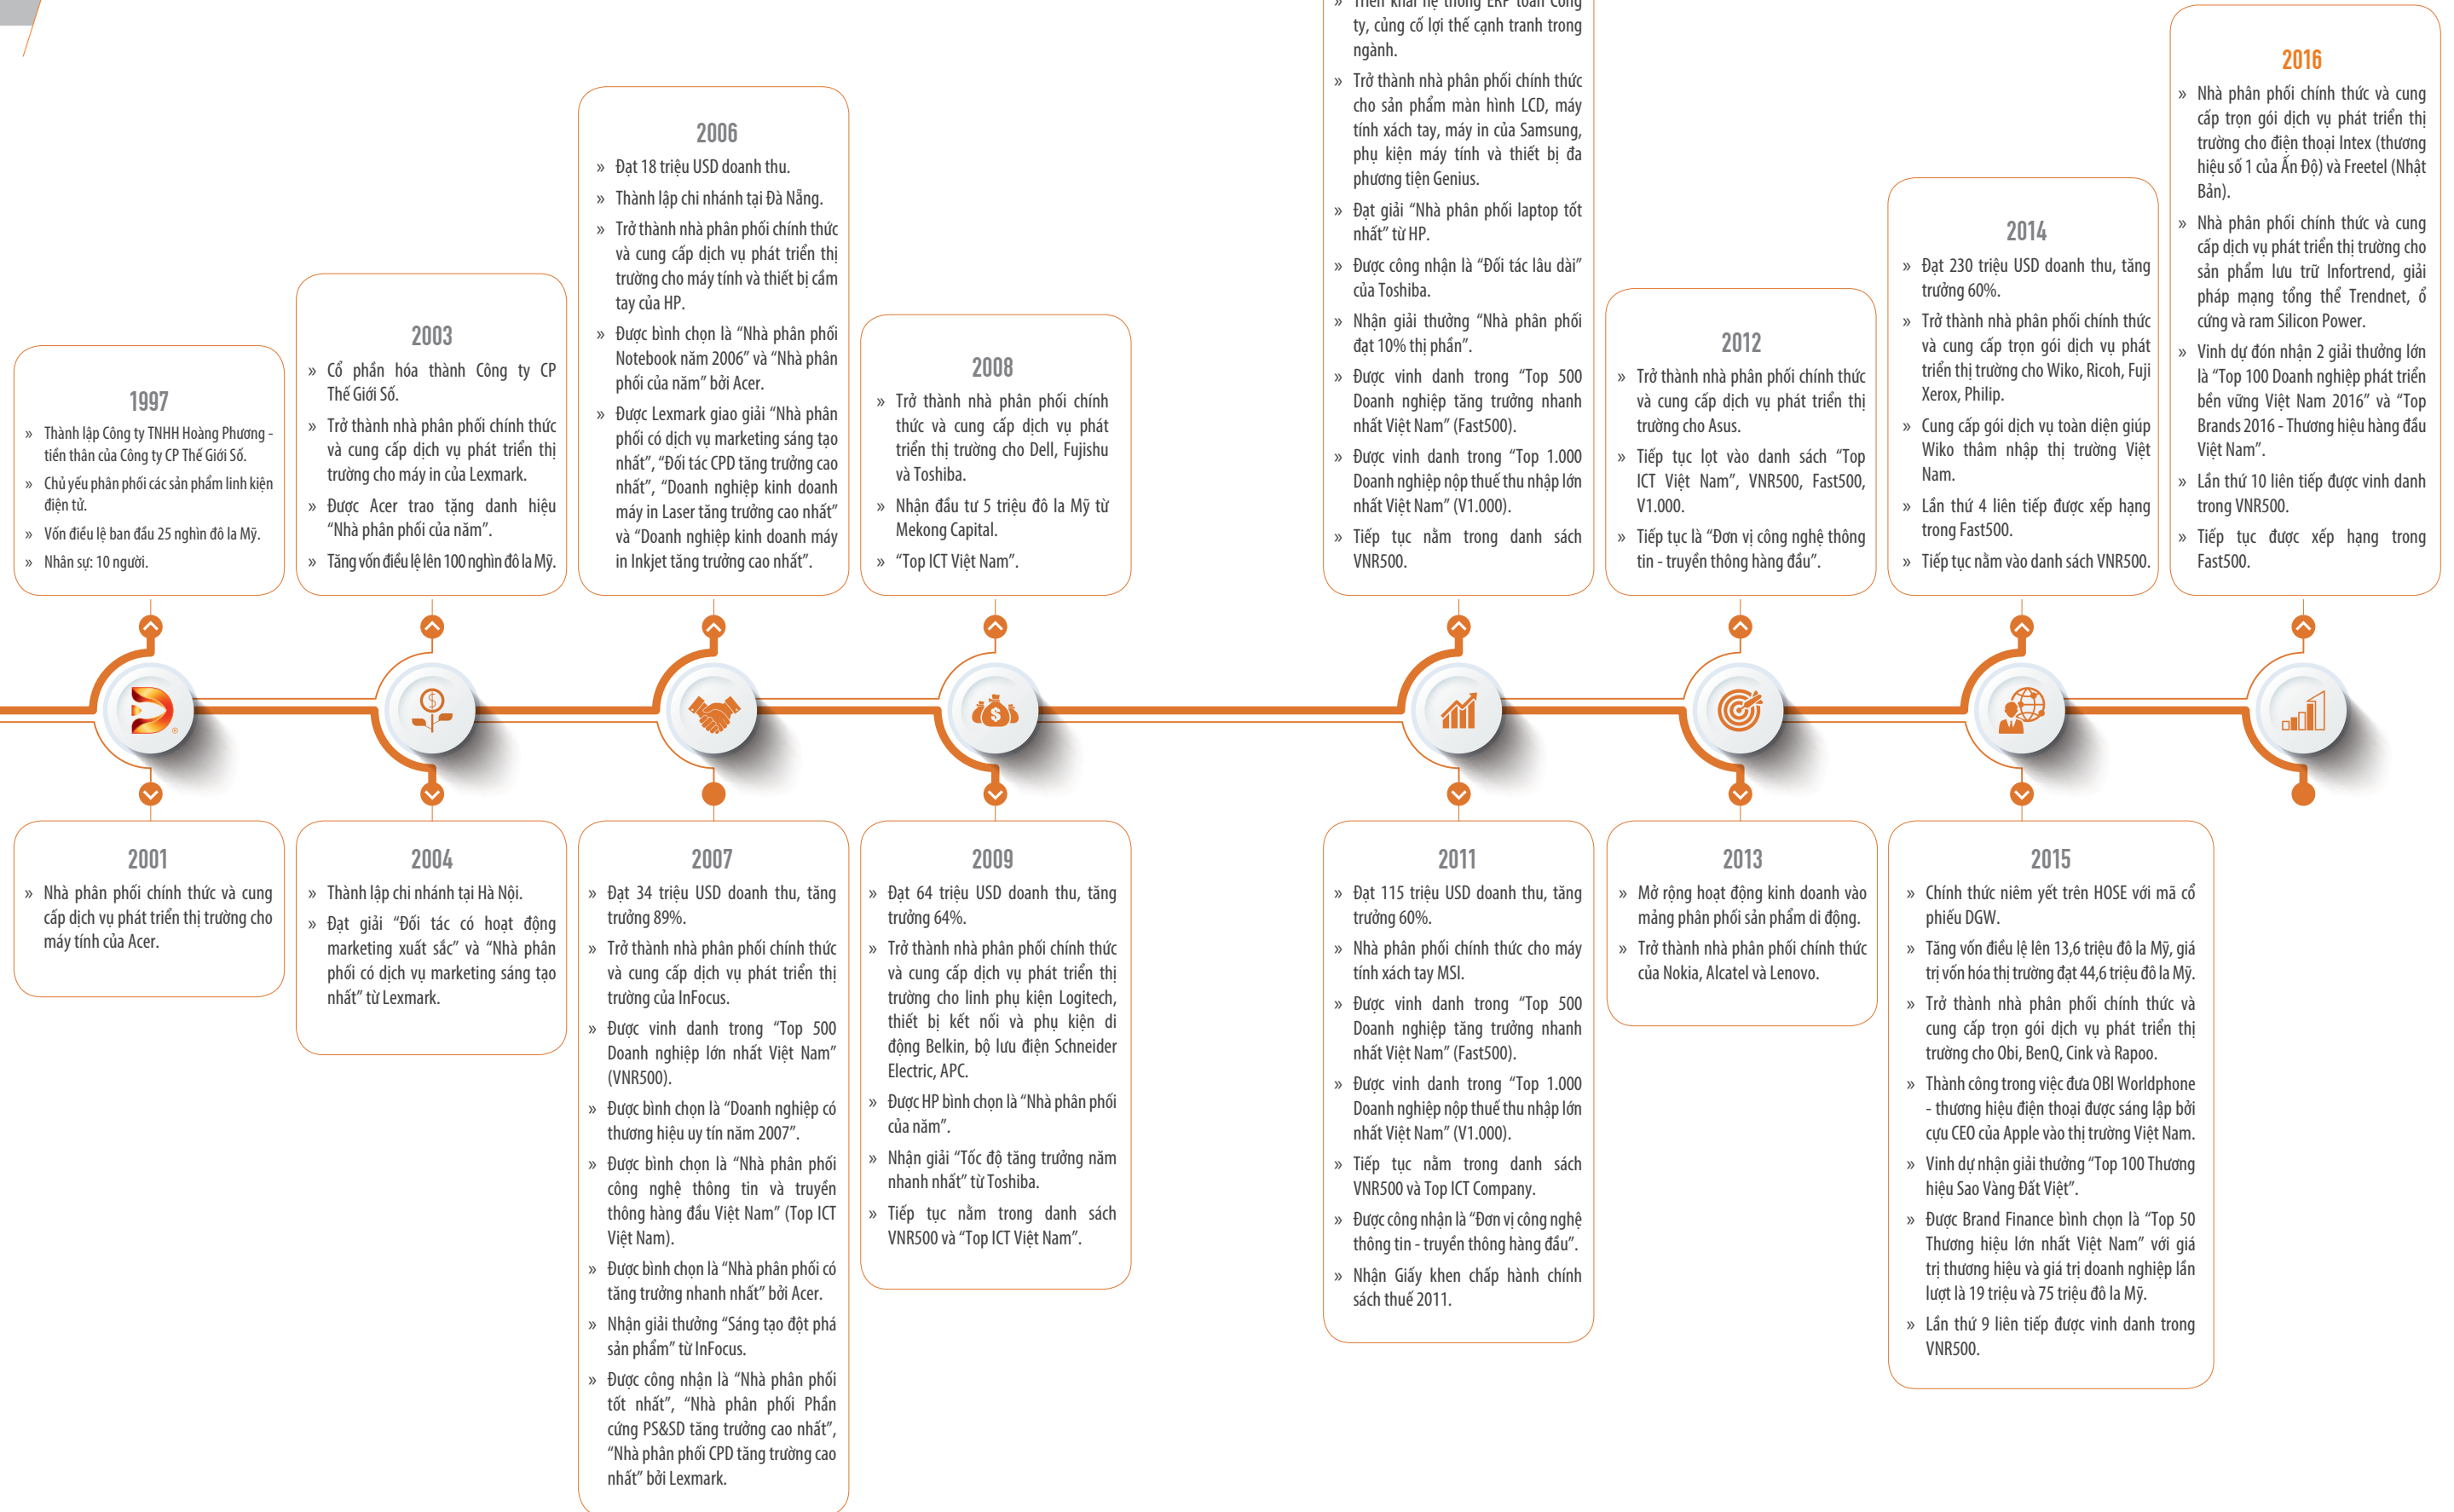 1997
» Thành lập Công ty TNHH Hoàng Phương -
tiền thân của Công ty CP Thế Giới Số.
» Chủ yếu phân phối các sản phẩm linh kiện
điện tử.
» Vốn điều lệ ban đầu 25 nghìn đô la Mỹ.
» Nhân sự: 10 người.
2001
» Nhà phân phối chính thức và cung
cấp dịch vụ phát triển thị trường cho
máy tính của Acer.
2003
» Cổ phần hóa thành Công ty CP
Thế Giới Số.
» Trở thành nhà phân phối chính thức
và cung cấp dịch vụ phát triển thị
trường cho máy in của Lexmark.
» Được Acer trao tặng danh hiệu
“Nhà phân phối của năm”.
» Tăng vốn điều lệ lên 100 nghìn đô la Mỹ.
2004
» Thành lập chi nhánh tại Hà Nội.
» Đạt giải “Đối tác có hoạt động
marketing xuất sắc” và “Nhà phân
phối có dịch vụ marketing sáng tạo
nhất” từ Lexmark.
2006
» Đạt 18 triệu USD doanh thu.
» Thành lập chi nhánh tại Đà Nẵng.
» Trở thành nhà phân phối chính thức
và cung cấp dịch vụ phát triển thị
trường cho máy tính và thiết bị cầm
tay của HP.
» Được bình chọn là “Nhà phân phối
Notebook năm 2006” và “Nhà phân
phối của năm” bởi Acer.
» Được Lexmark giao giải “Nhà phân
phối có dịch vụ marketing sáng tạo
nhất”, “Đối tác CPD tăng trưởng cao
nhất”, “Doanh nghiệp kinh doanh
máy in Laser tăng trưởng cao nhất”
và “Doanh nghiệp kinh doanh máy
in Inkjet tăng trưởng cao nhất”.
2007
» Đạt 34 triệu USD doanh thu, tăng
trưởng 89%.
» Trở thành nhà phân phối chính thức
và cung cấp dịch vụ phát triển thị
trường của InFocus.
» Được vinh danh trong “Top 500
Doanh nghiệp lớn nhất Việt Nam”
(VNR500).
» Được bình chọn là “Doanh nghiệp có
thương hiệu uy tín năm 2007”.
» Được bình chọn là “Nhà phân phối
công nghệ thông tin và truyền
thông hàng đầu Việt Nam” (Top ICT
Việt Nam).
» Được bình chọn là “Nhà phân phối có
tăng trưởng nhanh nhất” bởi Acer.
» Nhận giải thưởng “Sáng tạo đột phá
sản phẩm” từ InFocus.
» Được công nhận là “Nhà phân phối
tốt nhất”, “Nhà phân phối Phần
cứng PS&SD tăng trưởng cao nhất”,
“Nhà phân phối CPD tăng trường cao
nhất” bởi Lexmark.
2008
» Trở thành nhà phân phối chính
thức và cung cấp dịch vụ phát
triển thị trường cho Dell, Fujishu
và Toshiba.
» Nhận đầu tư 5 triệu đô la Mỹ từ
Mekong Capital.
» “Top ICT Việt Nam”.
2009
» Đạt 64 triệu USD doanh thu, tăng
trưởng 64%.
» Trở thành nhà phân phối chính thức
và cung cấp dịch vụ phát triển thị
trường cho linh phụ kiện Logitech,
thiết bị kết nối và phụ kiện di
động Belkin, bộ lưu điện Schneider
Electric, APC.
» Được HP bình chọn là “Nhà phân phối
của năm”.
» Nhận giải “Tốc độ tăng trưởng năm
nhanh nhất” từ Toshiba.
» Tiếp tục nằm trong danh sách
VNR500 và “Top ICT Việt Nam”.
» Triển khai hệ thống ERP toàn Công
ty, củng cố lợi thế cạnh tranh trong
ngành.
» Trở thành nhà phân phối chính thức
cho sản phẩm màn hình LCD, máy
tính xách tay, máy in của Samsung,
phụ kiện máy tính và thiết bị đa
phương tiện Genius.
» Đạt giải “Nhà phân phối laptop tốt
nhất” từ HP.
» Được công nhận là “Đối tác lâu dài”
của Toshiba.
» Nhận giải thưởng “Nhà phân phối
đạt 10% thị phần”.
» Được vinh danh trong “Top 500
Doanh nghiệp tăng trưởng nhanh
nhất Việt Nam” (Fast500).
» Được vinh danh trong “Top 1.000
Doanh nghiệp nộp thuế thu nhập lớn
nhất Việt Nam” (V1.000).
» Tiếp tục nằm trong danh sách
VNR500.
2011
» Đạt 115 triệu USD doanh thu, tăng
trưởng 60%.
» Nhà phân phối chính thức cho máy
tính xách tay MSI.
» Được vinh danh trong “Top 500
Doanh nghiệp tăng trưởng nhanh
nhất Việt Nam” (Fast500).
» Được vinh danh trong “Top 1.000
Doanh nghiệp nộp thuế thu nhập lớn
nhất Việt Nam” (V1.000).
» Tiếp tục nằm trong danh sách
VNR500 và Top ICT Company.
» Được công nhận là “Đơn vị công nghệ
thông tin - truyền thông hàng đầu”.
» Nhận Giấy khen chấp hành chính
sách thuế 2011.
2012
» Trở thành nhà phân phối chính thức
và cung cấp dịch vụ phát triển thị
trường cho Asus.
» Tiếp tục lọt vào danh sách “Top
ICT Việt Nam”, VNR500, Fast500,
V1.000.
» Tiếp tục là “Đơn vị công nghệ thông
tin - truyền thông hàng đầu”.
2013
» Mở rộng hoạt động kinh doanh vào
mảng phân phối sản phẩm di động.
» Trở thành nhà phân phối chính thức
của Nokia, Alcatel và Lenovo.
2014
» Đạt 230 triệu USD doanh thu, tăng
trưởng 60%.
» Trở thành nhà phân phối chính thức
và cung cấp trọn gói dịch vụ phát
triển thị trường cho Wiko, Ricoh, Fuji
Xerox, Philip.
» Cung cấp gói dịch vụ toàn diện giúp
Wiko thâm nhập thị trường Việt
Nam.
» Lần thứ 4 liên tiếp được xếp hạng
trong Fast500.
» Tiếp tục nằm vào danh sách VNR500.
2015
» Chính thức niêm yết trên HOSE với mã cổ
phiếu DGW.
» Tăng vốn điều lệ lên 13,6 triệu đô la Mỹ, giá
trị vốn hóa thị trường đạt 44,6 triệu đô la Mỹ.
» Trở thành nhà phân phối chính thức và
cung cấp trọn gói dịch vụ phát triển thị
trường cho Obi, BenQ, Cink và Rapoo.
» Thành công trong việc đưa OBI Worldphone
- thương hiệu điện thoại được sáng lập bởi
cựu CEO của Apple vào thị trường Việt Nam.
» Vinh dự nhận giải thưởng “Top 100 Thương
hiệu Sao Vàng Đất Việt”.
» Được Brand Finance bình chọn là “Top 50
Thương hiệu lớn nhất Việt Nam” với giá
trị thương hiệu và giá trị doanh nghiệp lần
lượt là 19 triệu và 75 triệu đô la Mỹ.
» Lần thứ 9 liên tiếp được vinh danh trong
VNR500.
2016
» Nhà phân phối chính thức và cung
cấp trọn gói dịch vụ phát triển thị
trường cho điện thoại Intex (thương
hiệu số 1 của Ấn Độ) và Freetel (Nhật
Bản).
» Nhà phân phối chính thức và cung
cấp dịch vụ phát triển thị trường cho
sản phẩm lưu trữ Infortrend, giải
pháp mạng tổng thể Trendnet, ổ
cứng và ram Silicon Power.
» Vinh dự đón nhận 2 giải thưởng lớn
là “Top 100 Doanh nghiệp phát triển
bền vững Việt Nam 2016” và “Top
Brands 2016 - Thương hiệu hàng đầu
Việt Nam”.
» Lần thứ 10 liên tiếp được vinh danh
trong VNR500.
» Tiếp tục được xếp hạng trong
Fast500.